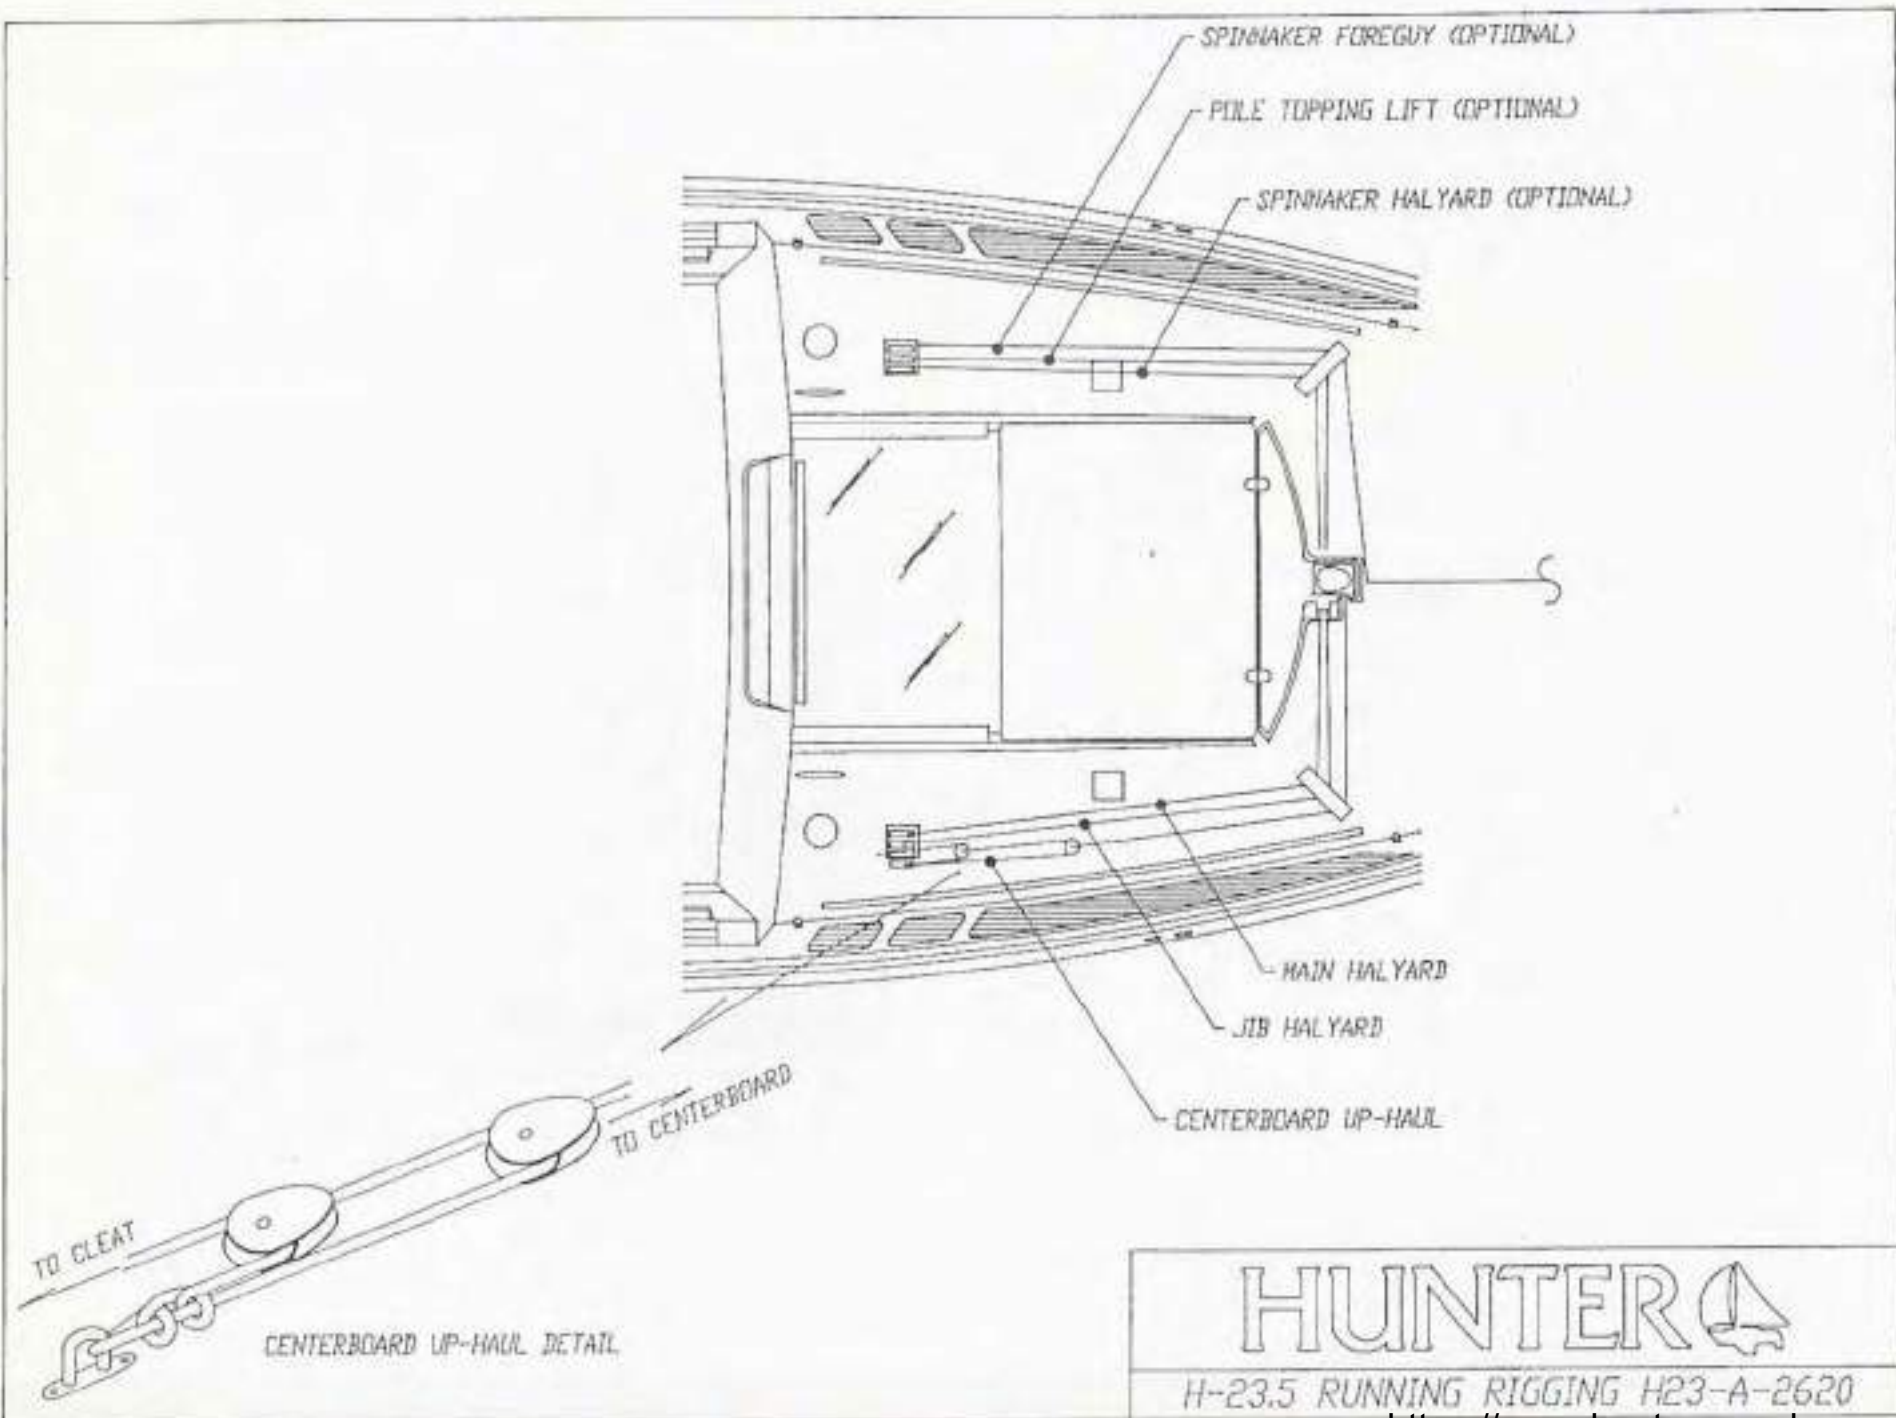 SPINNAKER FOREGUY (OPTIONAL)
POLE TOPPING LIFT (OPTIONAL)
SPINNAKER HALYARD (OPTIONAL)
MAIN HALYARD
JIB HALYARD
CENTERBOARD UP-HAUL
TO CENTERBOARD
TO CLEAT
CENTERBOARD UP-HAUL DETAIL
HUNTER
H-23.5 RUNNING RIGGING H23-A-2620